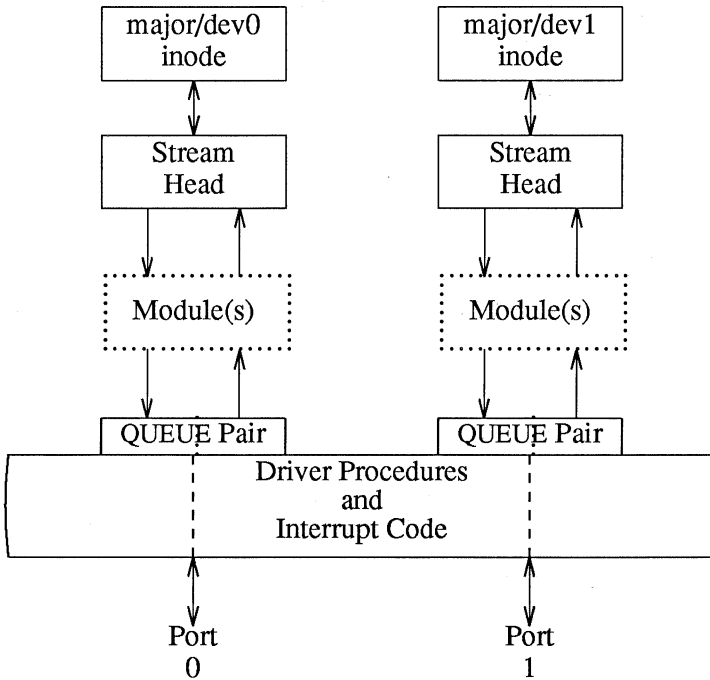 major/dev0
inode
major/dev1
inode
Stream
Head
Stream
Head
Module(s)
Module(s)
QUEUE Pair
QUEUE Pair
Driver Procedures
and
Interrupt Code
Port
0
Port
1